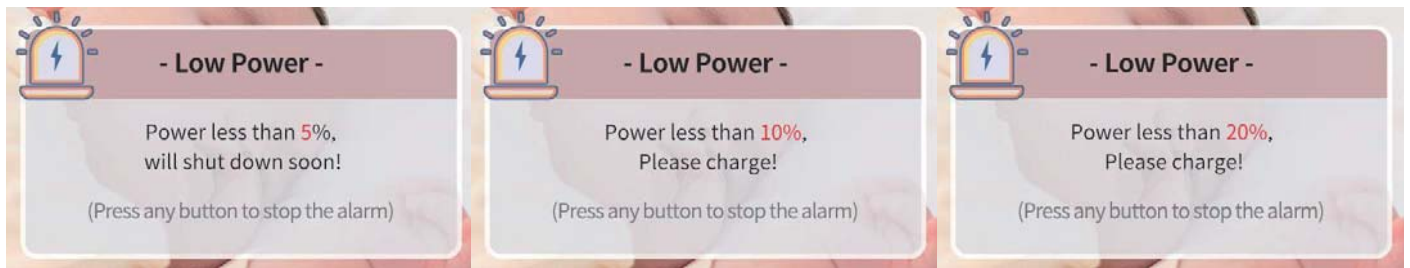 - Low Power -
Power less than 5%,
will shut down soon!
(Press any button to stop the alarm)
- Low Power -
Power less than 10%,
Please charge!
(Press any button to stop the alarm)
- Low Power -
Power less than 20%,
Please charge!
(Press any button to stop the alarm)